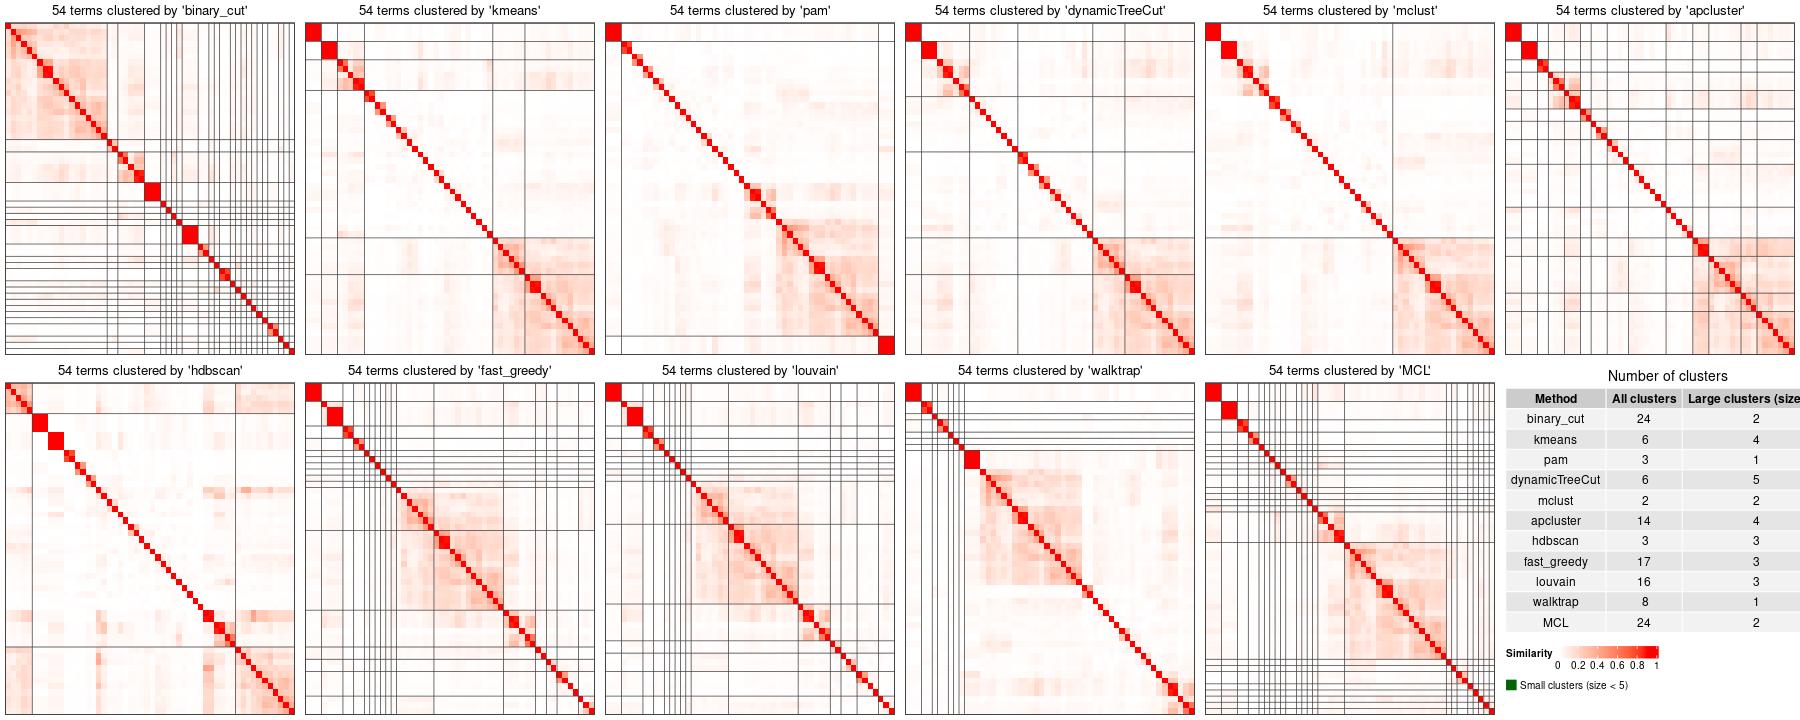 54 terms clustered by 'binary_cut'
54 terms clustered by 'kmeans'
54 terms clustered by 'pam'
54 terms clustered by 'dynamicTreeCut'
54 terms clustered by 'mclust'
54 terms clustered by 'apcluster'
54 terms clustered by 'hdbscan'
54 terms clustered by 'fast_greedy'
54 terms clustered by 'louvain'
54 terms clustered by 'walktrap'
54 terms clustered by 'MCL'
Number of clusters
Method All clusters Large clusters (size
binary_cut 24 2
kmeans 6 4
pam 3 1
dynamicTreeCut 6 5
mclust 2 2
apcluster 14 4
hdbscan 3 3
fast_greedy 17 3
louvain 16 3
walktrap 8 1
MCL 24 2
Similarity
0 0.2 0.4 0.6 0.8 1
Small clusters (size < 5)